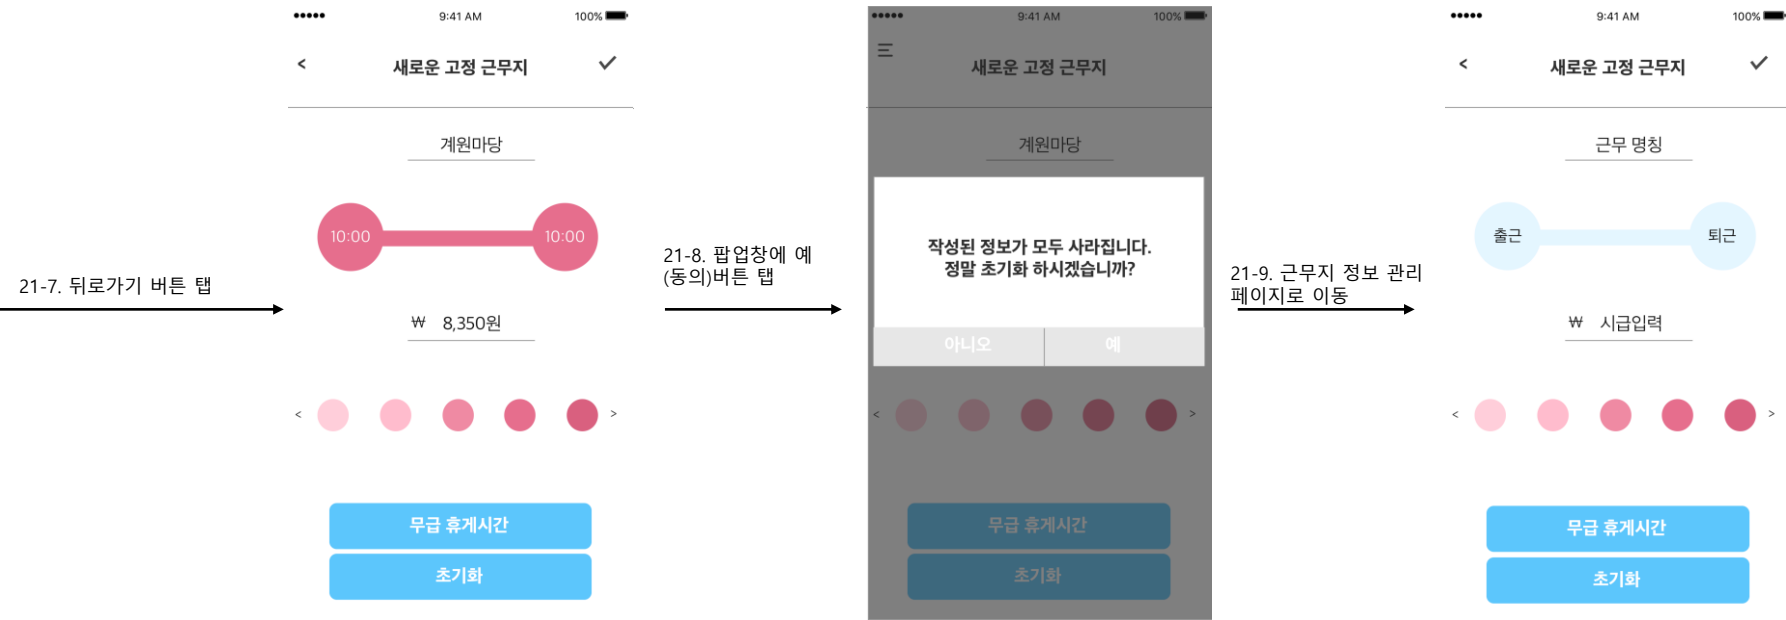 21-7. 뒤로가기 버튼 탭
9:41 AM
100%
<
새로운 고정 근무지
계원마당
10:00
10:00
₩ 8,350원
<
>
무급 휴게시간
초기화
21-8. 팝업창에 예
(동의)버튼 탭
9:41 AM
100%
새로운 고정 근무지
계원마당
작성된 정보가 모두 사라집니다.
정말 초기화 하시겠습니까?
아니오
예
<
>
무급 휴게시간
초기화
21-9. 근무지 정보 관리
페이지로 이동
9:41 AM
100%
<
새로운 고정 근무지
근무 명칭
출근
퇴근
₩ 시급입력
<
>
무급 휴게시간
초기화